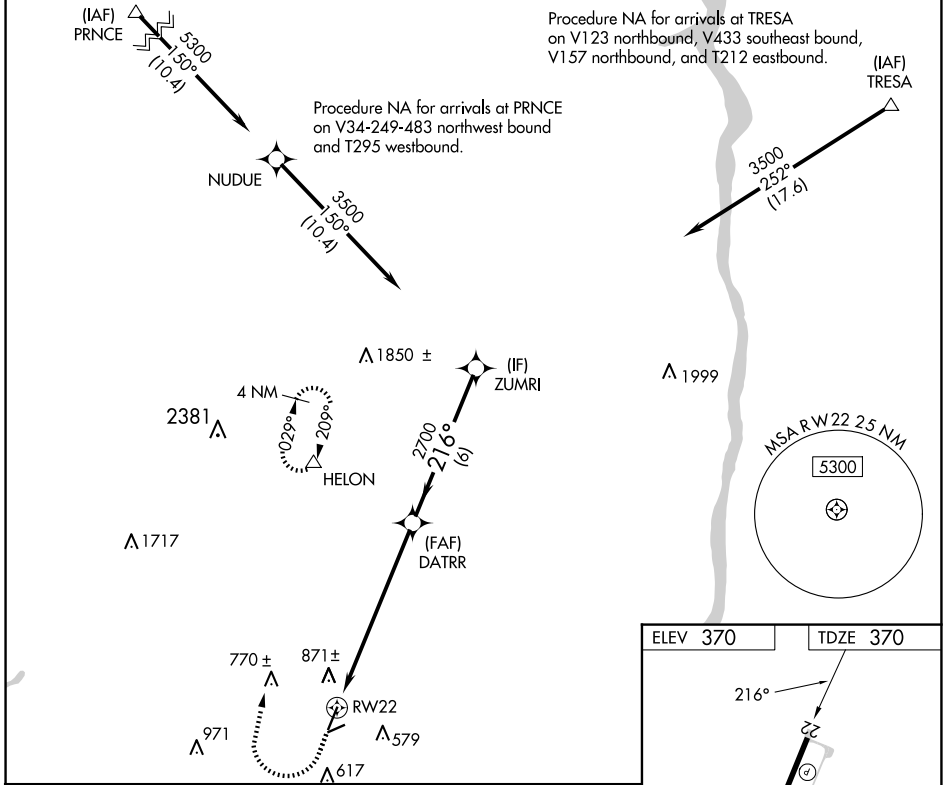 (IAF)
PRNCE
5300
150°
(10.4)
Procedure NA for arrivals at TRESA
on V123 northbound, V433 southeast bound,
V157 northbound, and T212 eastbound.
(IAF)
TRESA
Procedure NA for arrivals at PRNCE
on V34-249-483 northwest bound
and T295 westbound.
NUDUE
3500
150°
(10.4)
3500
252°
(17.6)
1850 ±
(IF)
ZUMRI
1999
4 NM
2381
029°
209°
HELON
2700
216°
(6)
MSA RW22 25 NM
5300
1717
(FAF)
DATRR
ELEV 370
TDZE 370
770 ±
871±
216°
RW22
22
971
579
617
P